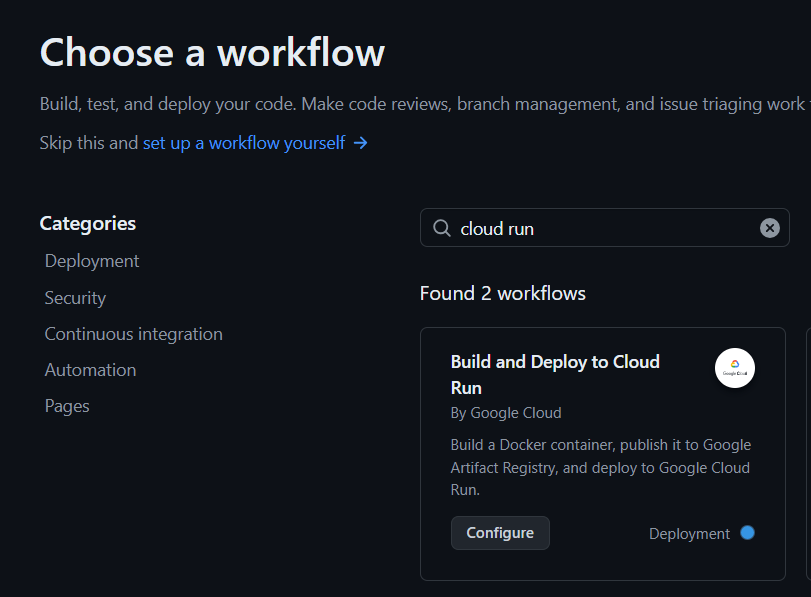 Choose a workflow
Build, test, and deploy your code. Make code reviews, branch management, and issue triaging work
Skip this and set up a workflow yourself →
Categories
Deployment
Security
Continuous integration
Automation
Pages
cloud run
Found 2 workflows
Build and Deploy to Cloud
Run
Google Cloud
By Google Cloud
Build a Docker container, publish it to Google
Artifact Registry, and deploy to Google Cloud
Run.
Configure
Deployment